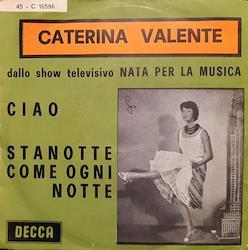 45 - C 16596
CATERINA VALENTE
dallo show televisivo NATA PER LA MUSICA
CIAO
STANOTTE
COME OGNI
NOTTE
DECCA